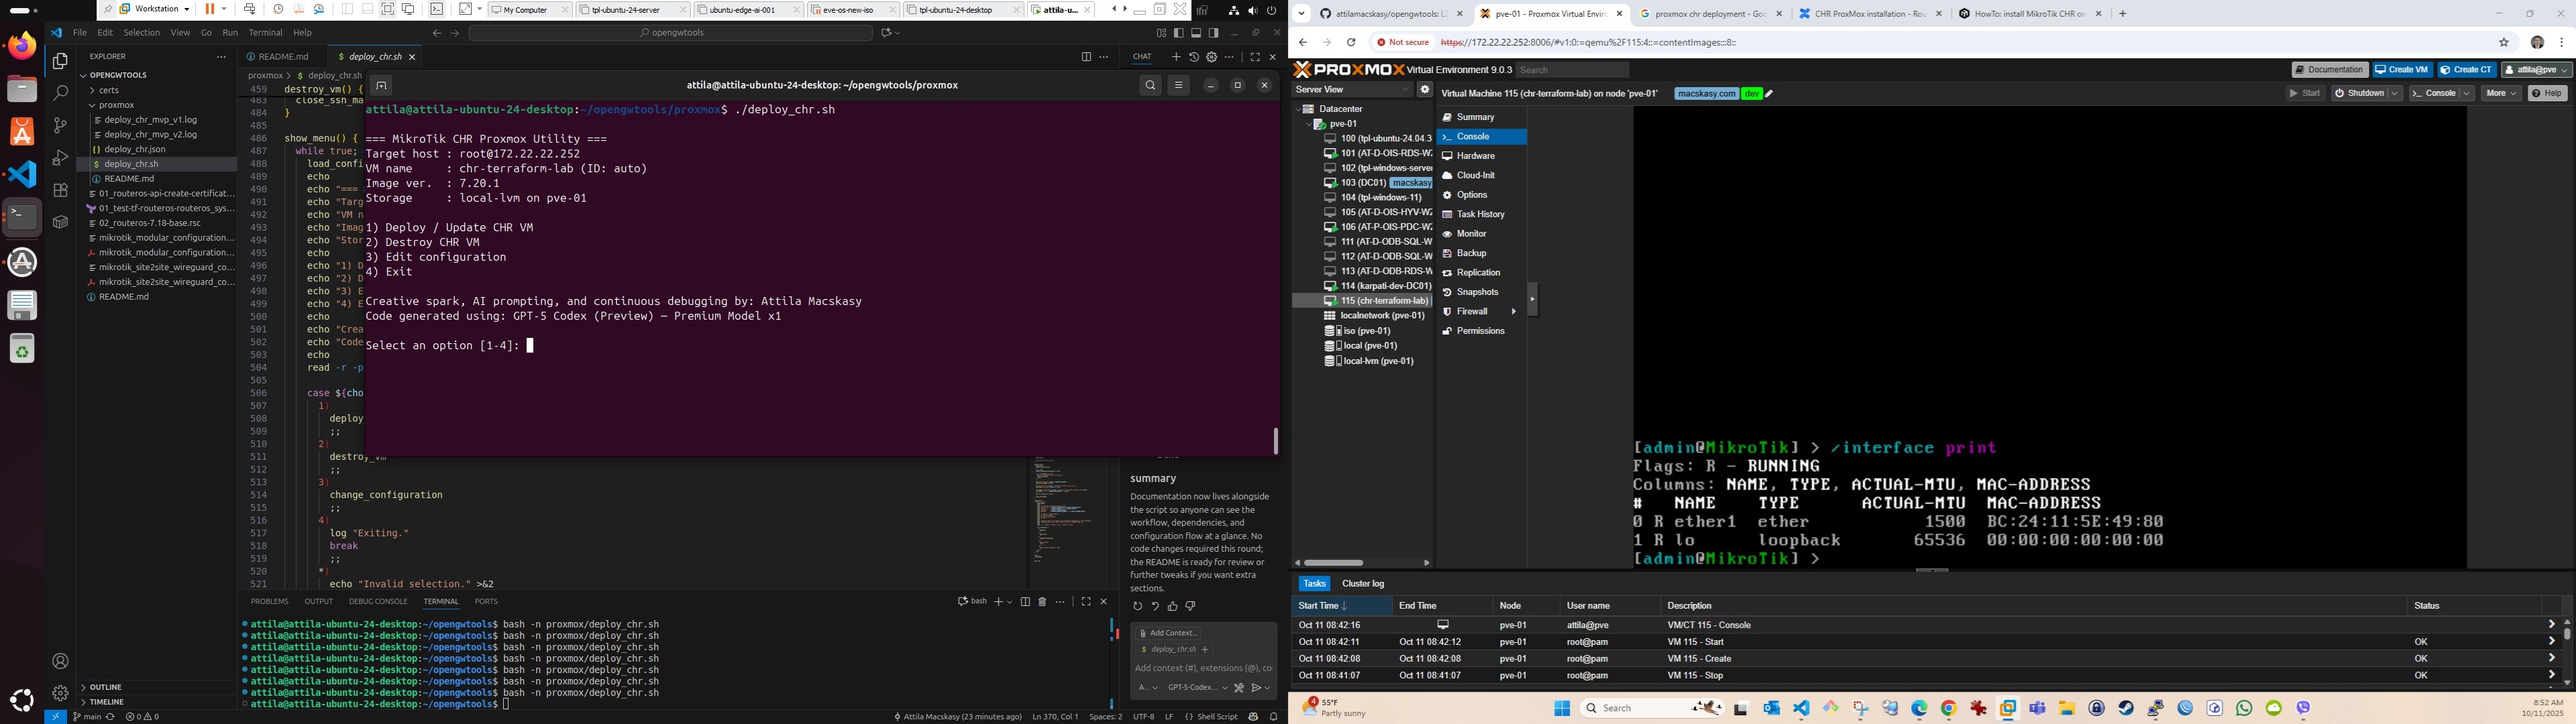 Workstation
My Computer
tpl-ubuntu-24-server
ubuntu-edge-ai-001
eve-os-new-iso
tpl-ubuntu-24-desktop
attila-u...
File Edit Selection View Go Run Terminal Help
opengwtools
EXPLORER
OPENGWTOOLS
certs
proxmox
deploy_chr_mvp_v1.log
deploy_chr_mvp_v2.log
deploy_chr.json
deploy_chr.sh
README.md
01_routeros-api-create-certificat...
01_test-tf-routeros-routeros_sys...
02_routeros-7.18-base.rsc
mikrotik_modular_configuration...
mikrotik_modular_configuration...
mikrotik_site2site_wireguard_co...
mikrotik_site2site_wireguard_co...
README.md
OUTLINE
TIMELINE
README.md
deploy_chr.sh
proxmox > deploy_chr.sh
459 destroy_vm() {
483 close_ssh_ma
484 }
485
486 show_menu() {
487 while true;
488 load_confi
489 echo
490 echo "===
491 echo "Targ
492 echo "VM n
493 echo "Imag
494 echo "Stor
495 echo
496 echo "1) D
497 echo "2) D
498 echo "3) E
499 echo "4) E
500 echo
501 echo "Crea
502 echo "Code
503 echo
504 read -r -p
505
506 case ${cho
507 1)
508 deploy_
509 ;;
510 2)
511 destroy_vm
512 ;;
513 3)
514 change_configuration
515 ;;
516 4)
517 log "Exiting."
518 break
519 ;;
520 *)
521 echo "Invalid selection." >&2
attila@attila-ubuntu-24-desktop: ~/opengwtools/proxmox
attila@attila-ubuntu-24-desktop:~/opengwtools/proxmox$ ./deploy_chr.sh
=== MikroTik CHR Proxmox Utility ===
Target host : root@172.22.22.252
VM name : chr-terraform-lab (ID: auto)
Image ver. : 7.20.1
Storage : local-lvm on pve-01
1) Deploy / Update CHR VM
2) Destroy CHR VM
3) Edit configuration
4) Exit
Creative spark, AI prompting, and continuous debugging by: Attila Macskasy
Code generated using: GPT-5 Codex (Preview) — Premium Model x1
Select an option [1-4]:
PROBLEMS OUTPUT DEBUG CONSOLE TERMINAL PORTS
bash
attila@attila-ubuntu-24-desktop:~/opengwtools$ bash -n proxmox/deploy_chr.sh
attila@attila-ubuntu-24-desktop:~/opengwtools$ bash -n proxmox/deploy_chr.sh
attila@attila-ubuntu-24-desktop:~/opengwtools$ bash -n proxmox/deploy_chr.sh
attila@attila-ubuntu-24-desktop:~/opengwtools$ bash -n proxmox/deploy_chr.sh
attila@attila-ubuntu-24-desktop:~/opengwtools$ bash -n proxmox/deploy_chr.sh
attila@attila-ubuntu-24-desktop:~/opengwtools$ bash -n proxmox/deploy_chr.sh
attila@attila-ubuntu-24-desktop:~/opengwtools$ bash -n proxmox/deploy_chr.sh
attila@attila-ubuntu-24-desktop:~/opengwtools$
CHAT
summary
Documentation now lives alongside
the script so anyone can see the
workflow, dependencies, and
configuration flow at a glance. No
code changes required this round;
the README is ready for review or
further tweaks if you want extra
sections.
Add Context...
deploy_chr.sh
Add context (#), extensions (@), co
A... GPT-5-Codex...
main 0 0
Attila Macskasy (23 minutes ago) Ln 370, Col 1 Spaces: 2 UTF-8 LF Shell Script
attilamacskasy/opengwtools: L
pve-01 - Proxmox Virtual Enviro
proxmox chr deployment - Goo
CHR ProxMox installation - Rou
HowTo: install MikroTik CHR on
Not secure https://172.22.22.252:8006/#v1:0:=qemu%2F115:4::=contentImages:::8::
PROXMOX Virtual Environment 9.0.3 Search
Documentation Create VM Create CT attila@pve
Server View
Virtual Machine 115 (chr-terraform-lab) on node 'pve-01' macskasy.com dev
Start Shutdown Console More Help
Datacenter
pve-01
100 (tpl-ubuntu-24.04.3
101 (AT-D-OIS-RDS-W2
102 (tpl-windows-server
103 (DC01) macskasy
104 (tpl-windows-11)
105 (AT-D-OIS-HYV-W2
106 (AT-P-OIS-PDC-W2
111 (AT-D-ODB-SQL-W
112 (AT-D-ODB-SQL-W
113 (AT-D-ODB-RDS-W
114 (karpati-dev-DC01)
115 (chr-terraform-lab)
localnetwork (pve-01)
iso (pve-01)
local (pve-01)
local-lvm (pve-01)
Summary
Console
Hardware
Cloud-Init
Options
Task History
Monitor
Backup
Replication
Snapshots
Firewall
Permissions
[admin@MikroTik] > /interface print
Flags: R - RUNNING
Columns: NAME, TYPE, ACTUAL-MTU, MAC-ADDRESS
# NAME TYPE ACTUAL-MTU MAC-ADDRESS
0 R ether1 ether 1500 BC:24:11:5E:49:80
1 R lo loopback 65536 00:00:00:00:00:00
[admin@MikroTik] >
Tasks Cluster log
Start Time End Time Node User name Description Status
Oct 11 08:42:16 pve-01 attila@pve VM/CT 115 - Console
Oct 11 08:42:11 Oct 11 08:42:12 pve-01 root@pam VM 115 - Start OK
Oct 11 08:42:08 Oct 11 08:42:08 pve-01 root@pam VM 115 - Create OK
Oct 11 08:41:07 Oct 11 08:41:07 pve-01 root@pam VM 115 - Stop OK
4
55°F
Partly sunny
Search
8:52 AM
10/11/2025